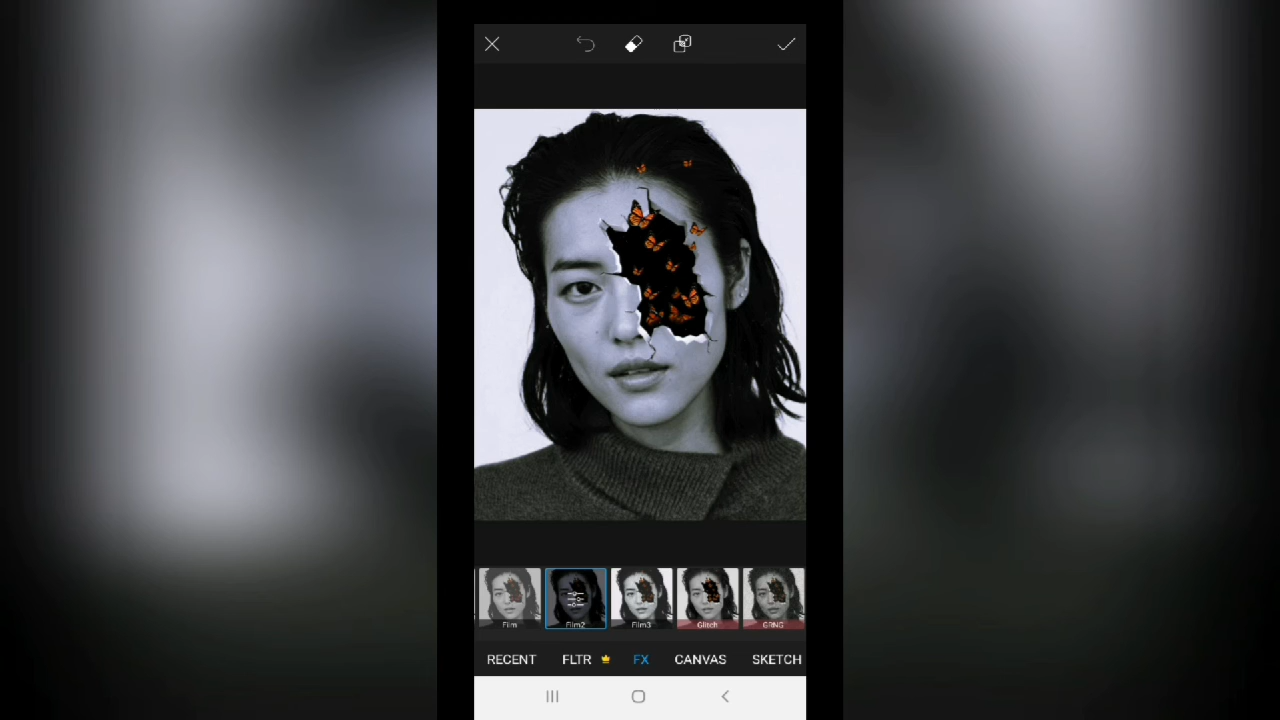 Film
Film2
Film3
Glitch
GRNG
RECENT
FLTR
FX
CANVAS
SKETCH